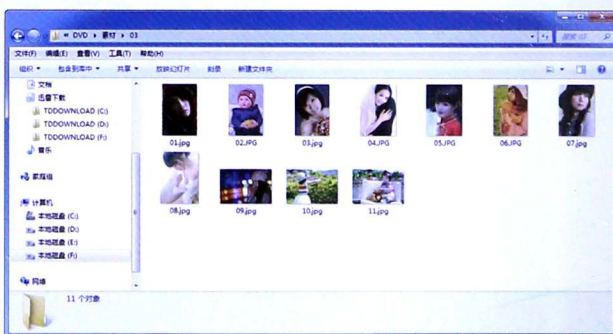 « DVD ▸ 素材 ▸ 03
搜索 03
文件(F) 编辑(E) 查看(V) 工具(T) 帮助(H)
组织 包含到库中 共享 放映幻灯片 刻录 新建文件夹
文档
迅雷下载
TDDOWNLOAD (C:)
TDDOWNLOAD (D:)
TDDOWNLOAD (F:)
音乐
家庭组
计算机
本地磁盘 (C:)
本地磁盘 (D:)
本地磁盘 (E:)
本地磁盘 (F:)
网络
01.jpg 02.JPG 03.jpg 04.JPG 05.JPG 06.JPG 07.jpg
08.jpg 09.jpg 10.jpg 11.jpg
11 个对象